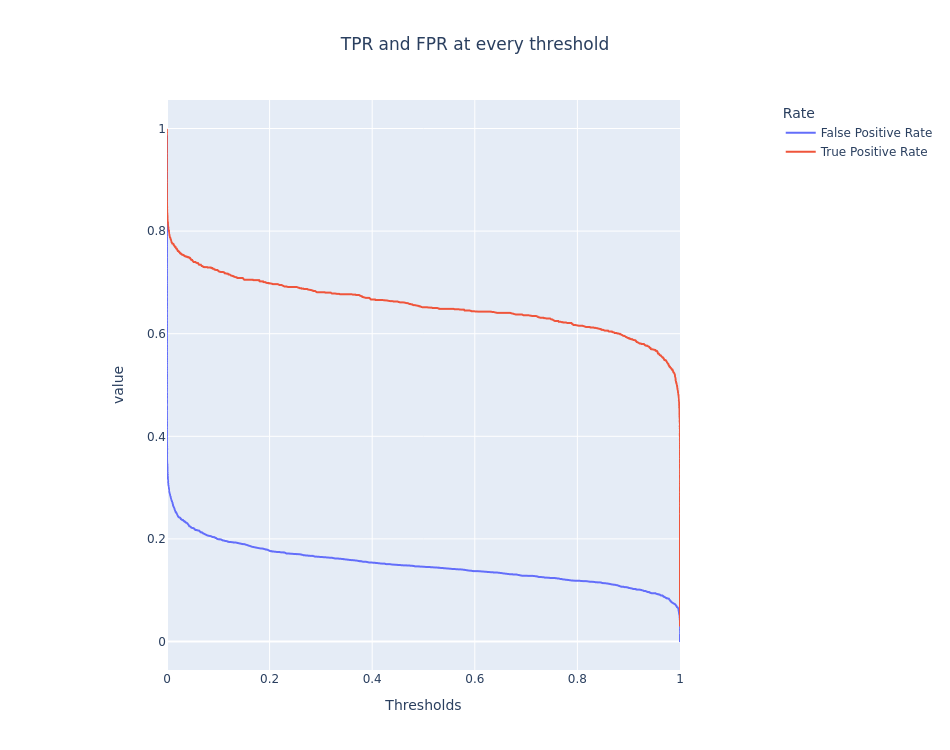 TPR and FPR at every threshold
Rate
False Positive Rate
True Positive Rate
value
1
0.8
0.6
0.4
0.2
0
0 0.2 0.4 0.6 0.8 1
Thresholds